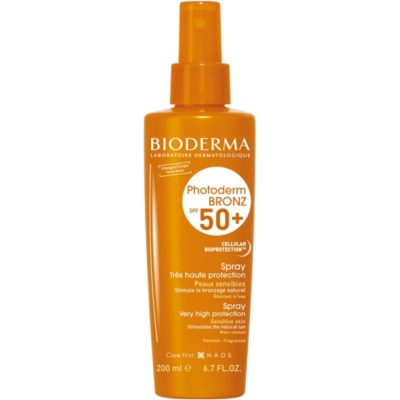 BIODERMA
LABORATOIRE DERMATOLOGIQUE
Visage/Corps
Photoderm
BRONZ
SPF 50+
CELLULAR
BIOPROTECTION
Spray
Très haute protection
Peaux sensibles
Stimule le bronzage naturel
Résistant à l'eau
Spray
Very high protection
Sensitive skin
Stimulates the natural tan
Water resistant
Parfumé - Fragranced
Care first NAOS
200 ml e 6.7 FL.OZ.